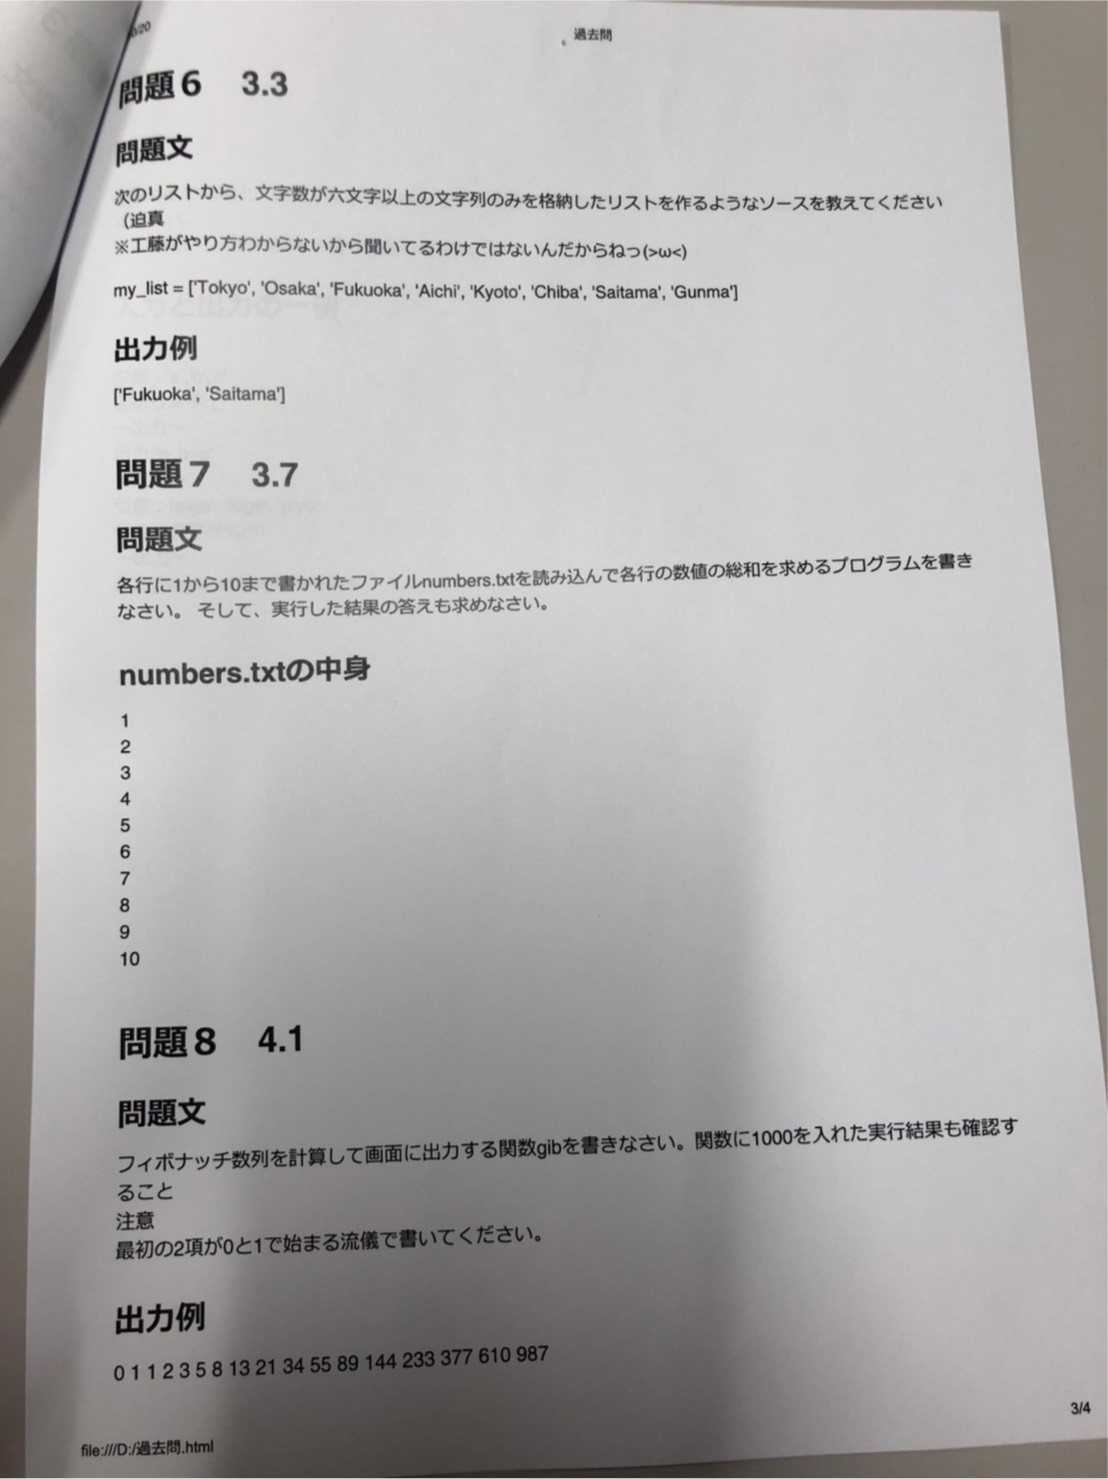 過去問
問題6 3.3
問題文
次のリストから、文字数が六文字以上の文字列のみを格納したリストを作るようなソースを教えてください
(迫真
※工藤がやり方わからないから聞いてるわけではないんだからねっ(>ω<)
my_list = ['Tokyo', 'Osaka', 'Fukuoka', 'Aichi', 'Kyoto', 'Chiba', 'Saitama', 'Gunma']
出力例
['Fukuoka', 'Saitama']
問題7 3.7
問題文
各行に1から10まで書かれたファイルnumbers.txtを読み込んで各行の数値の総和を求めるプログラムを書き
なさい。 そして、実行した結果の答えも求めなさい。
numbers.txtの中身
1
2
3
4
5
6
7
8
9
10
問題8 4.1
問題文
フィボナッチ数列を計算して画面に出力する関数gibを書きなさい。関数に1000を入れた実行結果も確認す
ること
注意
最初の2項が0と1で始まる流儀で書いてください。
出力例
0 1 1 2 3 5 8 13 21 34 55 89 144 233 377 610 987
3/4
file:///D:/過去問.html